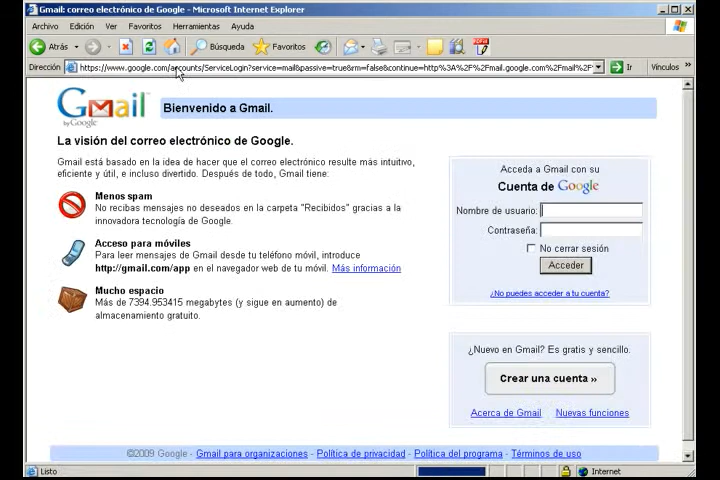 Gmail: correo electrónico de Google - Microsoft Internet Explorer
Archivo Edición Ver Favoritos Herramientas Ayuda
Atrás Búsqueda Favoritos
Dirección https://www.google.com/accounts/ServiceLogin?service=mail&passive=true&rm=false&continue=http%3A%2F%2Fmail.google.com%2Fmail%2F Ir Vínculos »
Gmail
by Google
Bienvenido a Gmail.
La visión del correo electrónico de Google.
Gmail está basado en la idea de hacer que el correo electrónico resulte más intuitivo,
eficiente y útil, e incluso divertido. Después de todo, Gmail tiene:
Menos spam
No recibas mensajes no deseados en la carpeta "Recibidos" gracias a la
innovadora tecnología de Google.
Acceso para móviles
Para leer mensajes de Gmail desde tu teléfono móvil, introduce
http://gmail.com/app en el navegador web de tu móvil. Más información
Mucho espacio
Más de 7394.953415 megabytes (y sigue en aumento) de
almacenamiento gratuito.
Acceda a Gmail con su
Cuenta de Google
Nombre de usuario:
Contraseña:
No cerrar sesión
Acceder
¿No puedes acceder a tu cuenta?
¿Nuevo en Gmail? Es gratis y sencillo.
Crear una cuenta »
Acerca de Gmail Nuevas funciones
©2009 Google - Gmail para organizaciones - Política de privacidad - Política del programa - Términos de uso
Listo Internet